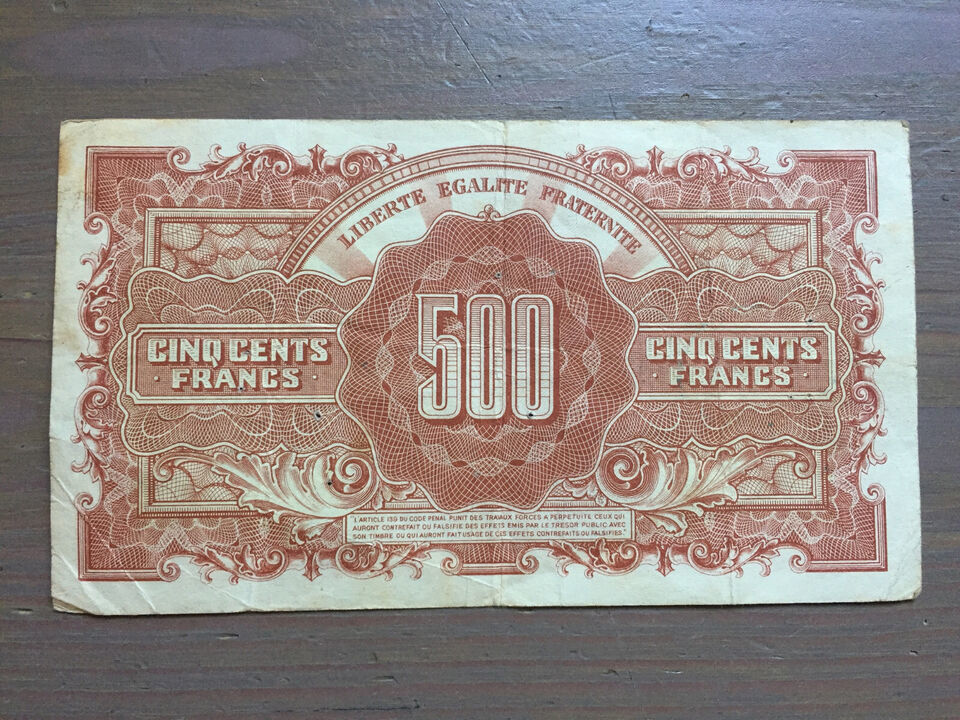 LIBERTE EGALITE FRATERNITE
500
CINQ CENTS
FRANCS
CINQ CENTS
FRANCS
L'ARTICLE 139 DU CODE PENAL PUNIT DES TRAVAUX FORCES A PERPETUITE CEUX QUI
AURONT CONTREFAIT OU FALSIFIE DES EFFETS EMIS PAR LE TRESOR PUBLIC AVEC
SON TIMBRE OU QUI AURONT FAIT USAGE DE CES EFFETS CONTREFAITS OU FALSIFIES."